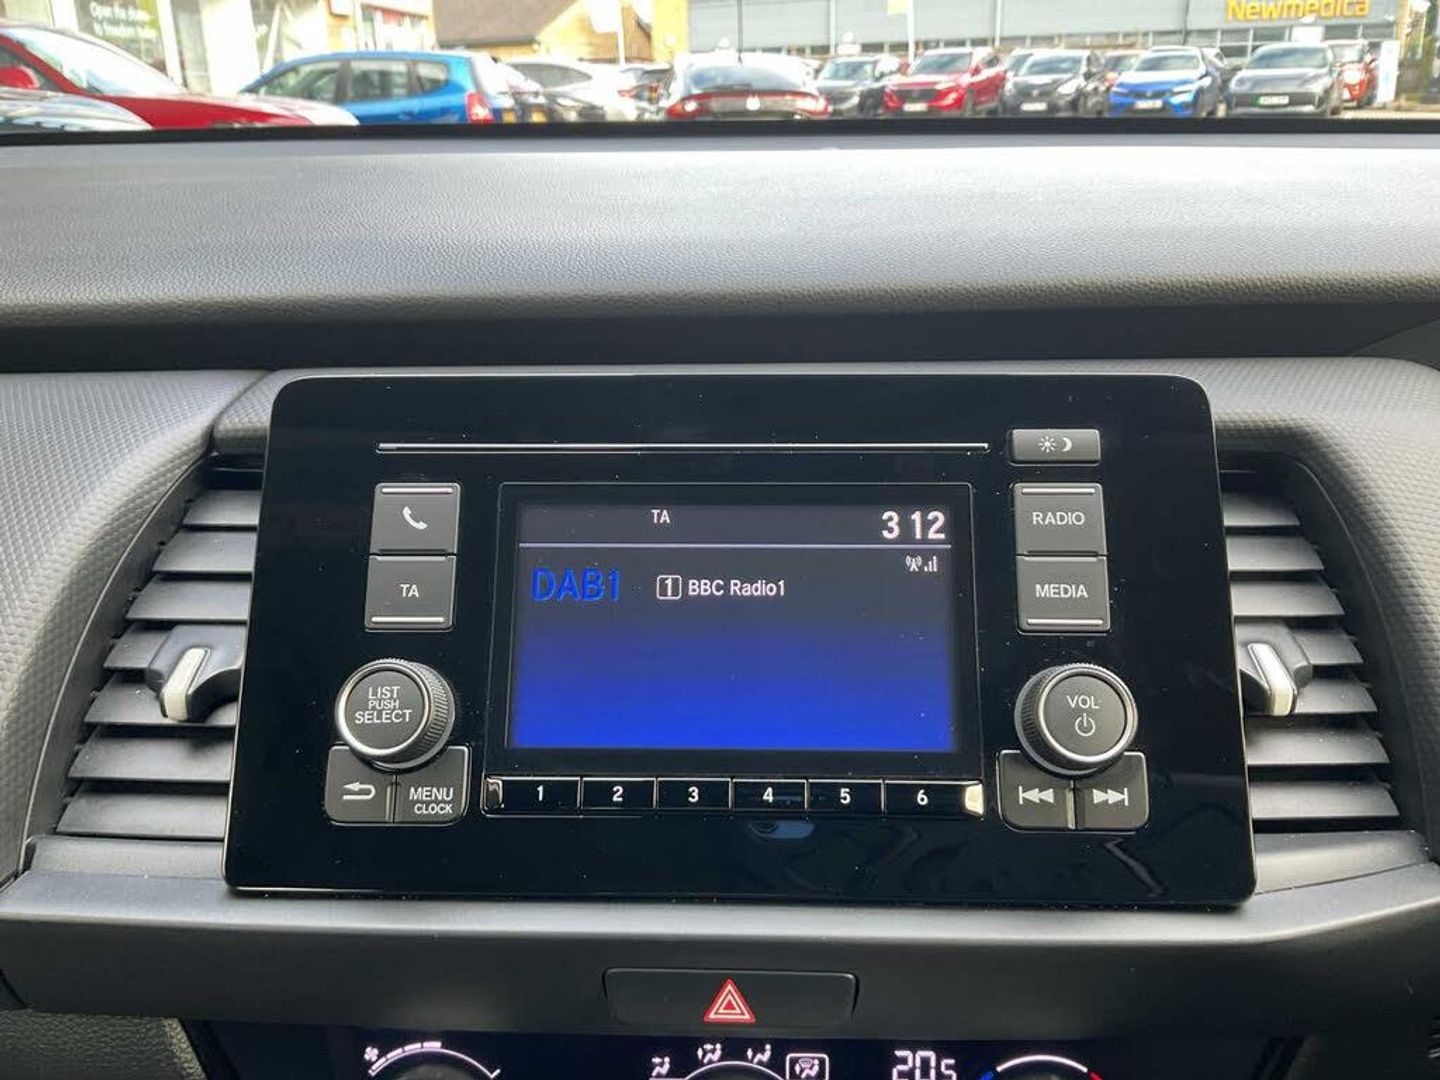 Newmedica
TA
3 12
RADIO
DAB1 1 BBC Radio1
TA
MEDIA
LIST
PUSH
SELECT
VOL
MENU
CLOCK
1 2 3 4 5 6
20.5